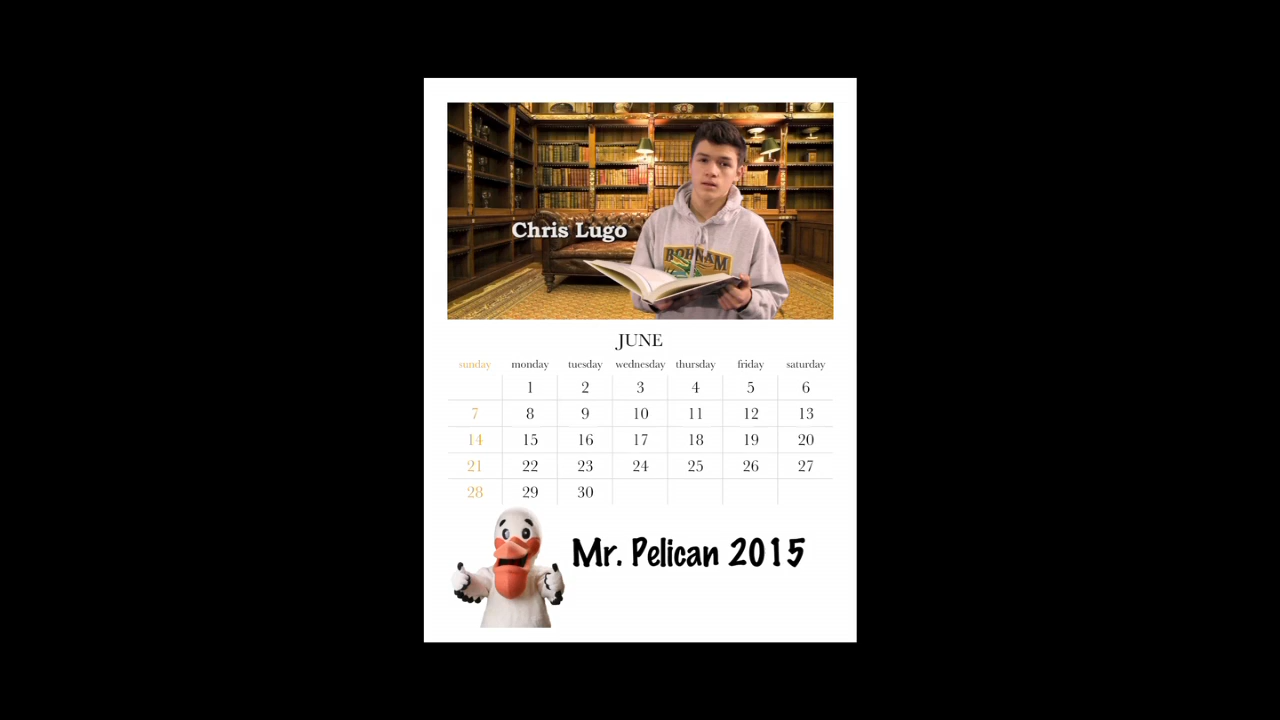 Chris Lugo
JUNE
sunday monday tuesday wednesday thursday friday saturday
1 2 3 4 5 6
7 8 9 10 11 12 13
14 15 16 17 18 19 20
21 22 23 24 25 26 27
28 29 30
Mr. Pelican 2015